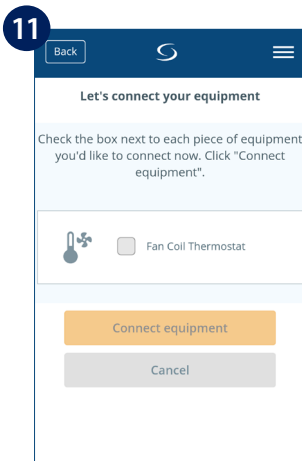 11
Back
Let's connect your equipment
Check the box next to each piece of equipment
you'd like to connect now. Click "Connect
equipment".
Fan Coil Thermostat
Connect equipment
Cancel